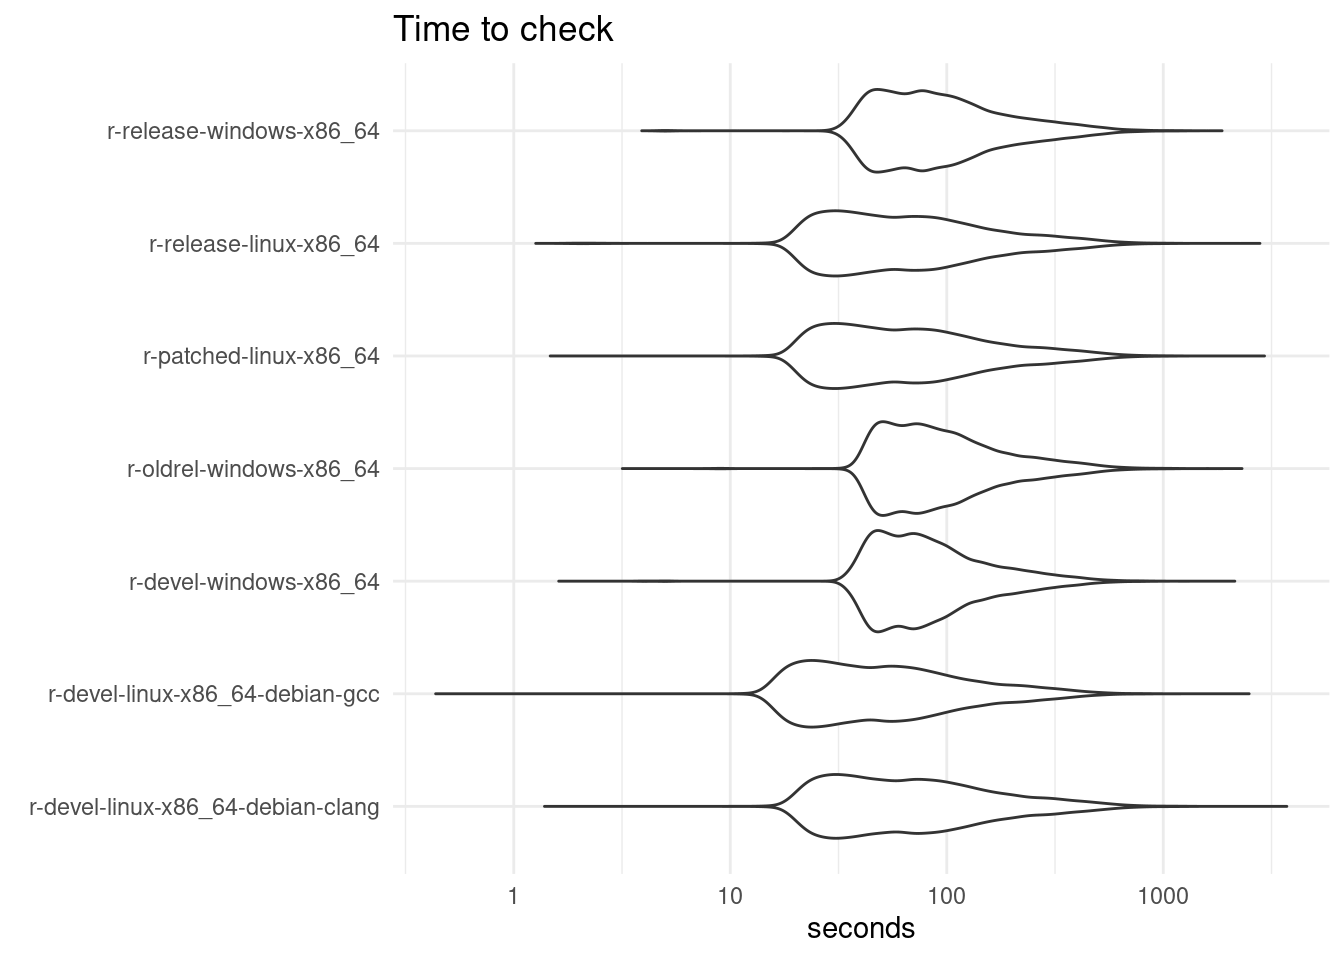 Time to check
r-release-windows-x86_64
r-release-linux-x86_64
r-patched-linux-x86_64
r-oldrel-windows-x86_64
r-devel-windows-x86_64
r-devel-linux-x86_64-debian-gcc
r-devel-linux-x86_64-debian-clang
1 10 100 1000
seconds